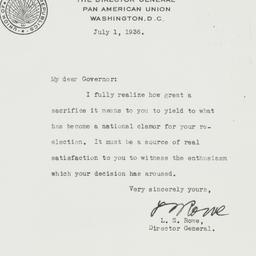 THE DIRECTOR GENERAL
PAN AMERICAN UNION
WASHINGTON, D.C.
July 1, 1936.
My dear Governor:
I fully realize how great a
sacrifice it means to you to yield to what
has become a national clamor for your re-
election. It must be a source of real
satisfaction to you to witness the enthusiasm
which your decision has aroused.
Very sincerely yours,
L S Rowe
L. S. Rowe,
Director General.